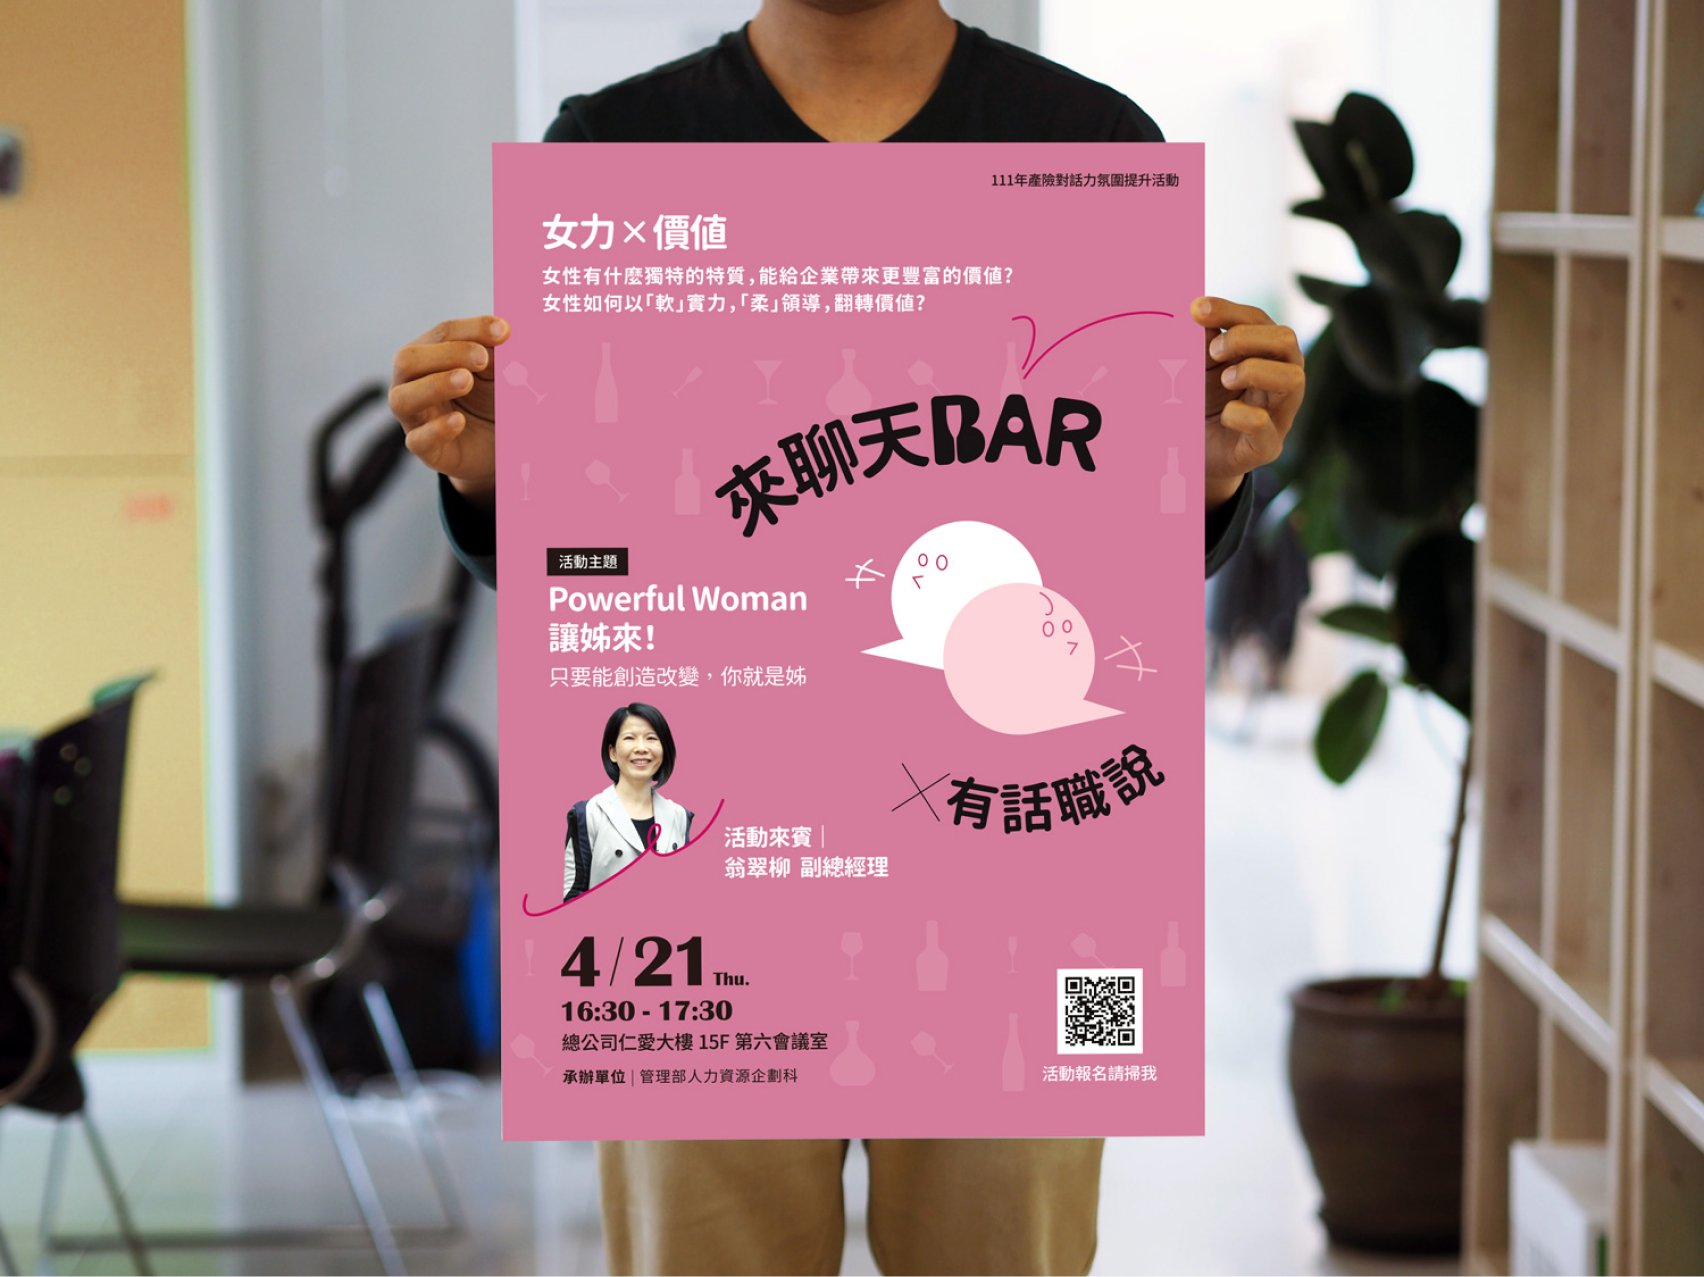 111年產險對話力氛圍提升活動
女力×價值
女性有什麼獨特的特質,能給企業帶來更豐富的價值?
女性如何以「軟」實力,「柔」領導,翻轉價值?
來聊天BAR
活動主題
Powerful Woman
讓姊來!
只要能創造改變,你就是姊
×有話職說
活動來賓|
翁翠柳 副總經理
4/21 Thu.
16:30 - 17:30
總公司仁愛大樓 15F 第六會議室
承辦單位|管理部人力資源企劃科
活動報名請掃我